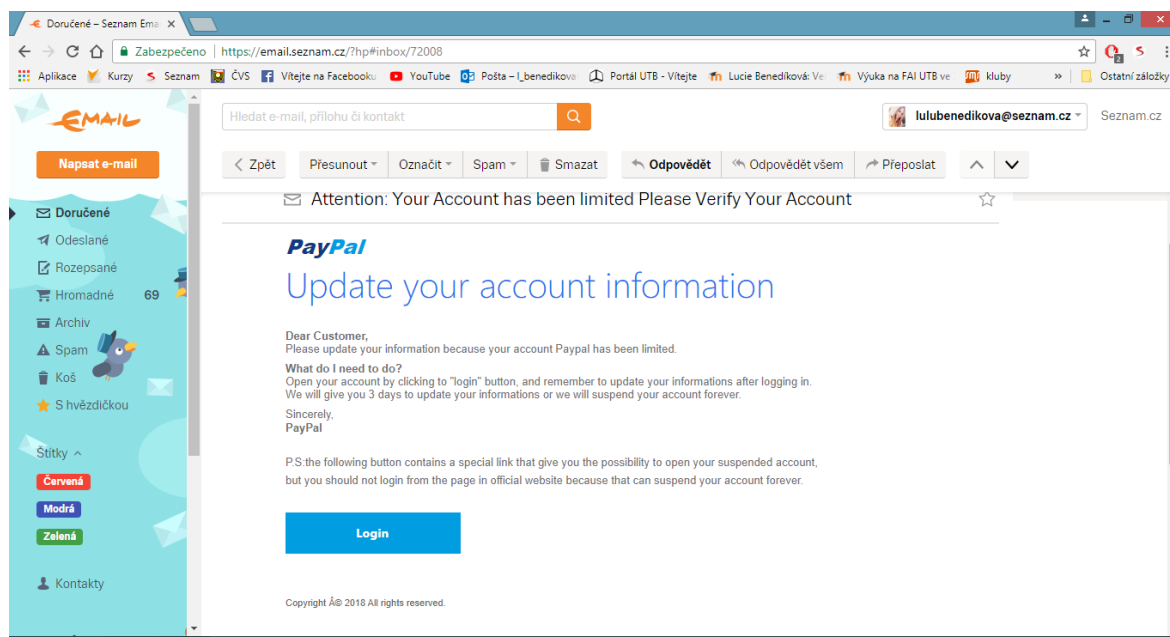 Doručené – Seznam Ema
Zabezpečeno https://email.seznam.cz/?hp#inbox/72008
Aplikace Kurzy Seznam ČVS Vítejte na Facebooku YouTube Pošta – l_benedikova Portál UTB - Vítejte Lucie Benedíková: Ve Výuka na FAI UTB ve kluby » Ostatní záložky
EMAIL
Hledat e-mail, přílohu či kontakt
lulubenedikova@seznam.cz
Seznam.cz
Napsat e-mail
Zpět Přesunout Označit Spam Smazat Odpovědět Odpovědět všem Přeposlat
Doručené
Odeslané
Rozepsané
Hromadné 69
Archiv
Spam
Koš
S hvězdičkou
Štítky
Červená
Modrá
Zelená
Kontakty
Attention: Your Account has been limited Please Verify Your Account
PayPal
Update your account information
Dear Customer,
Please update your information because your account Paypal has been limited.
What do I need to do?
Open your account by clicking to "login" button, and remember to update your informations after logging in.
We will give you 3 days to update your informations or we will suspend your account forever.
Sincerely,
PayPal
P.S:the following button contains a special link that give you the possibility to open your suspended account,
but you should not login from the page in official website because that can suspend your account forever.
Login
Copyright Â© 2018 All rights reserved.